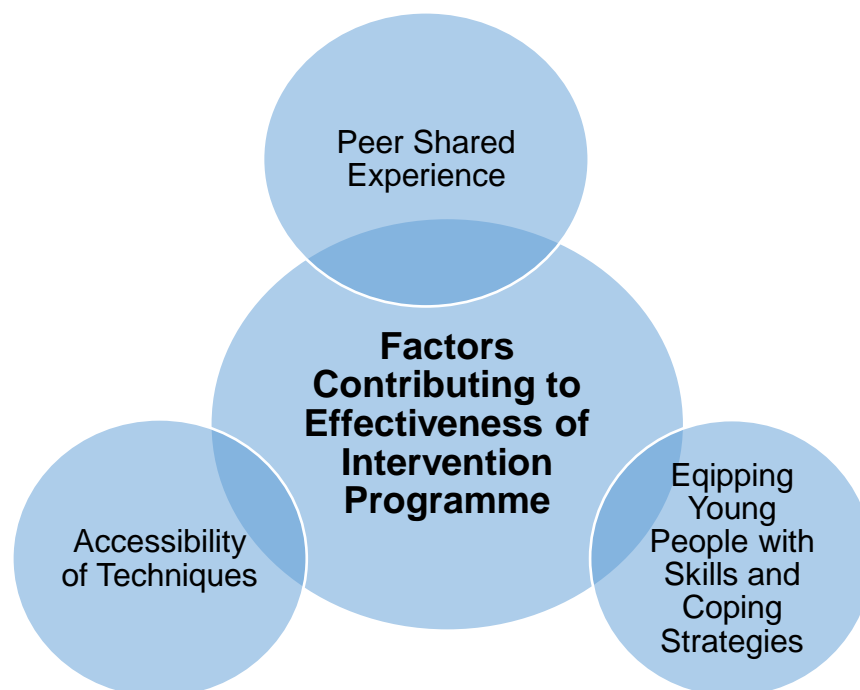 Peer Shared
Experience
Factors
Contributing to
Effectiveness of
Intervention
Programme
Accessibility
of Techniques
Eqipping
Young
People with
Skills and
Coping
Strategies